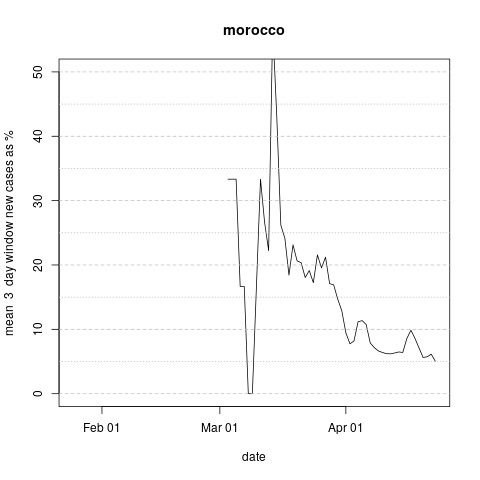 morocco
mean 3 day window new cases as %
50
40
30
20
10
0
Feb 01
Mar 01
Apr 01
date